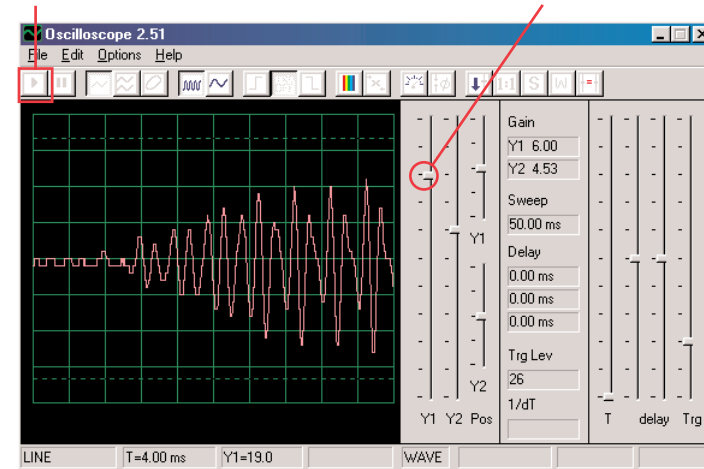 Oscilloscope 2.51
File Edit Options Help
1:1 S W
Gain
Y1 6.00
Y2 4.53
Sweep
50.00 ms
Y1
Delay
0.00 ms
0.00 ms
0.00 ms
Trg Lev
Y2
26
1/dT
Y1 Y2 Pos
T delay Trg
LINE T=4.00 ms Y1=19.0 WAVE